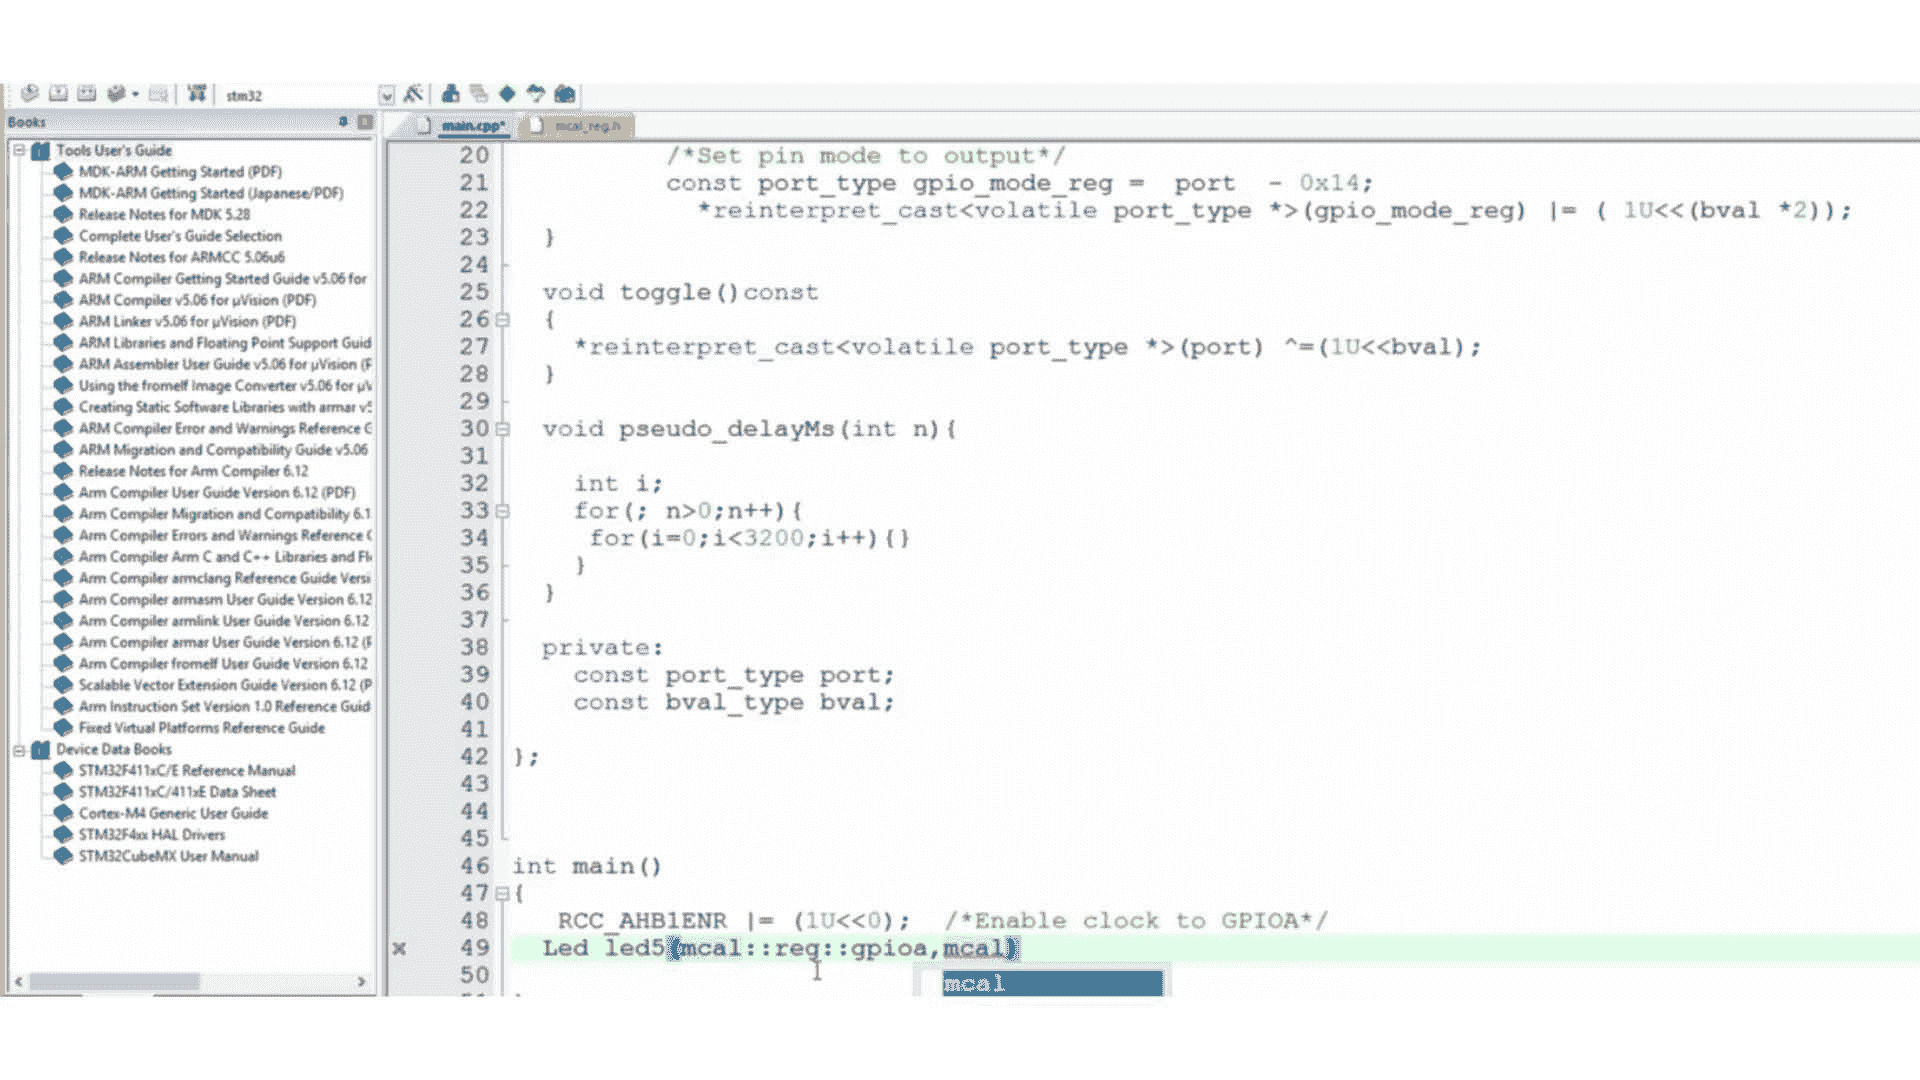 stm32
Books
main.cpp*
mcal_reg.h
Tools User's Guide
MDK-ARM Getting Started (PDF)
MDK-ARM Getting Started (Japanese/PDF)
Release Notes for MDK 5.28
Complete User's Guide Selection
Release Notes for ARMCC 5.06u6
ARM Compiler Getting Started Guide v5.06 for
ARM Compiler v5.06 for µVision (PDF)
ARM Linker v5.06 for µVision (PDF)
ARM Libraries and Floating Point Support Guid
ARM Assembler User Guide v5.06 for µVision (F
Using the fromelf Image Converter v5.06 for µV
Creating Static Software Libraries with armar v5
ARM Compiler Error and Warnings Reference G
ARM Migration and Compatibility Guide v5.06
Release Notes for Arm Compiler 6.12
Arm Compiler User Guide Version 6.12 (PDF)
Arm Compiler Migration and Compatibility 6.1
Arm Compiler Errors and Warnings Reference G
Arm Compiler Arm C and C++ Libraries and Fl
Arm Compiler armclang Reference Guide Versi
Arm Compiler armasm User Guide Version 6.12
Arm Compiler armlink User Guide Version 6.12
Arm Compiler armar User Guide Version 6.12 (F
Arm Compiler fromelf User Guide Version 6.12
Scalable Vector Extension Guide Version 6.12 (P
Arm Instruction Set Version 1.0 Reference Guid
Fixed Virtual Platforms Reference Guide
Device Data Books
STM32F411xC/E Reference Manual
STM32F411xC/411xE Data Sheet
Cortex-M4 Generic User Guide
STM32F4xx HAL Drivers
STM32CubeMX User Manual
20 /*Set pin mode to output*/
21 const port_type gpio_mode_reg =  port  - 0x14;
22 *reinterpret_cast<volatile port_type *>(gpio_mode_reg) |= ( 1U<<(bval *2));
23 }
24
25 void toggle()const
26 {
27 *reinterpret_cast<volatile port_type *>(port) ^=(1U<<bval);
28 }
29
30 void pseudo_delayMs(int n){
31
32 int i;
33 for(; n>0;n++){
34 for(i=0;i<3200;i++){}
35 }
36 }
37
38 private:
39 const port_type port;
40 const bval_type bval;
41
42 };
43
44
45
46 int main()
47 {
48 RCC_AHB1ENR |= (1U<<0);  /*Enable clock to GPIOA*/
49 Led led5(mcal::reg::gpioa,mcal)
50
mcal